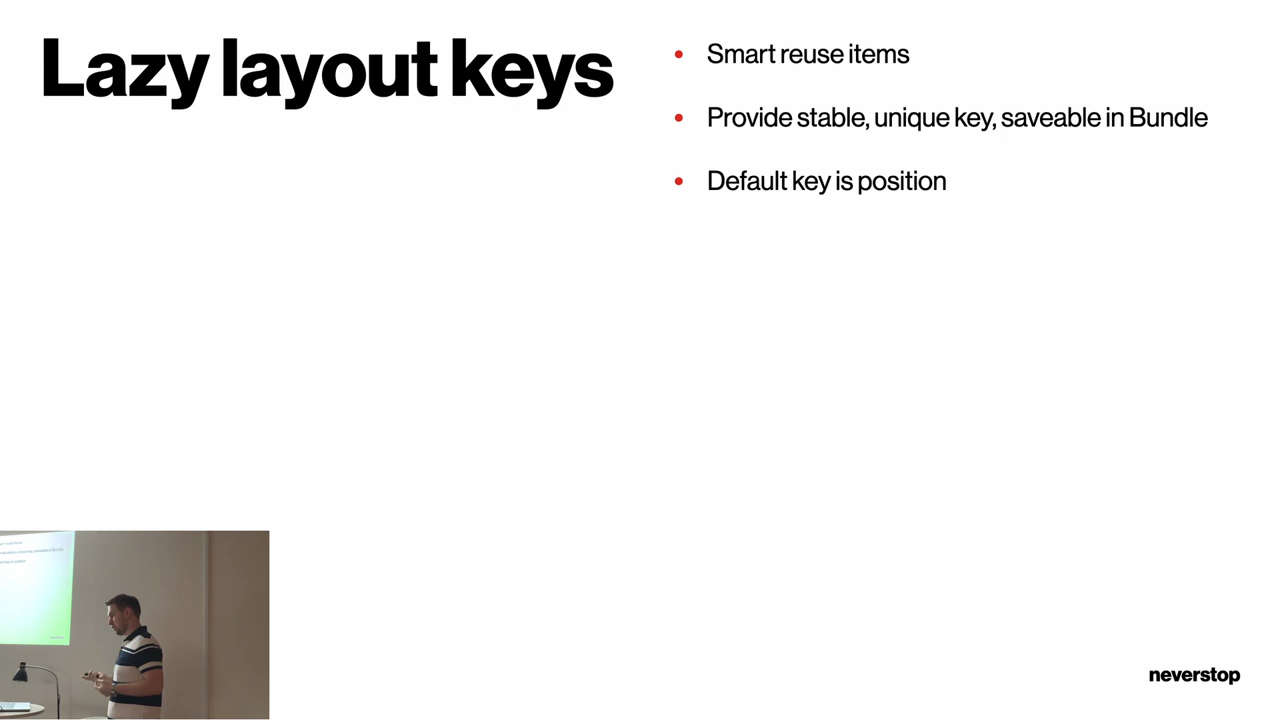 Lazy layout keys
Smart reuse items
Provide stable, unique key, saveable in Bundle
Default key is position
neverstop